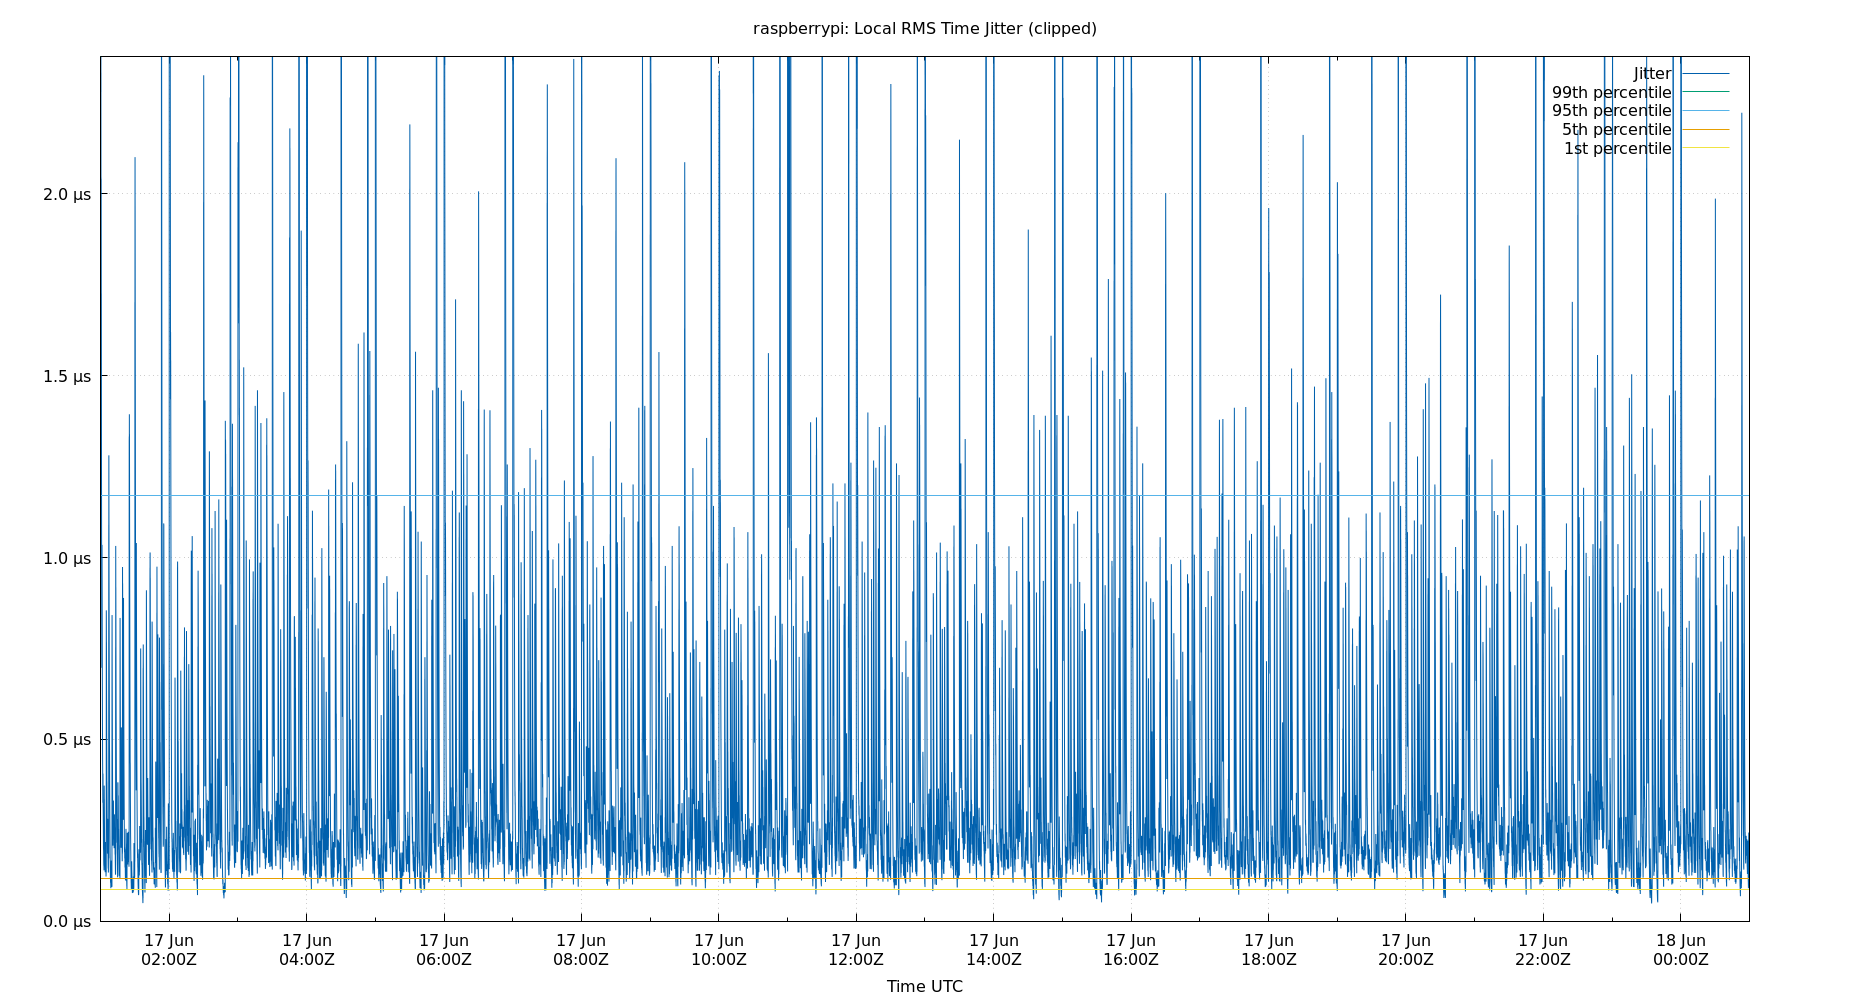 raspberrypi: Local RMS Time Jitter (clipped)
Jitter
99th percentile
95th percentile
5th percentile
1st percentile
2.0 µs
1.5 µs
1.0 µs
0.5 µs
0.0 µs
17 Jun 17 Jun 17 Jun 17 Jun 17 Jun 17 Jun 17 Jun 17 Jun 17 Jun 17 Jun 17 Jun 18 Jun
02:00Z 04:00Z 06:00Z 08:00Z 10:00Z 12:00Z 14:00Z 16:00Z 18:00Z 20:00Z 22:00Z 00:00Z
Time UTC